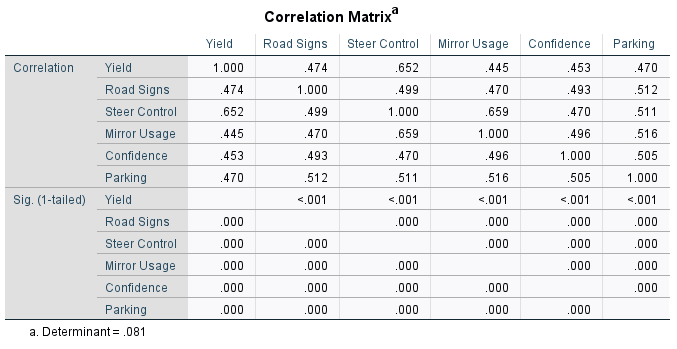 Correlation Matrixa
Yield Road Signs Steer Control Mirror Usage Confidence Parking
Correlation Yield 1.000 .474 .652 .445 .453 .470
Road Signs .474 1.000 .499 .470 .493 .512
Steer Control .652 .499 1.000 .659 .470 .511
Mirror Usage .445 .470 .659 1.000 .496 .516
Confidence .453 .493 .470 .496 1.000 .505
Parking .470 .512 .511 .516 .505 1.000
Sig. (1-tailed) Yield <.001 <.001 <.001 <.001 <.001
Road Signs .000 .000 .000 .000 .000
Steer Control .000 .000 .000 .000 .000
Mirror Usage .000 .000 .000 .000 .000
Confidence .000 .000 .000 .000 .000
Parking .000 .000 .000 .000 .000
a. Determinant = .081